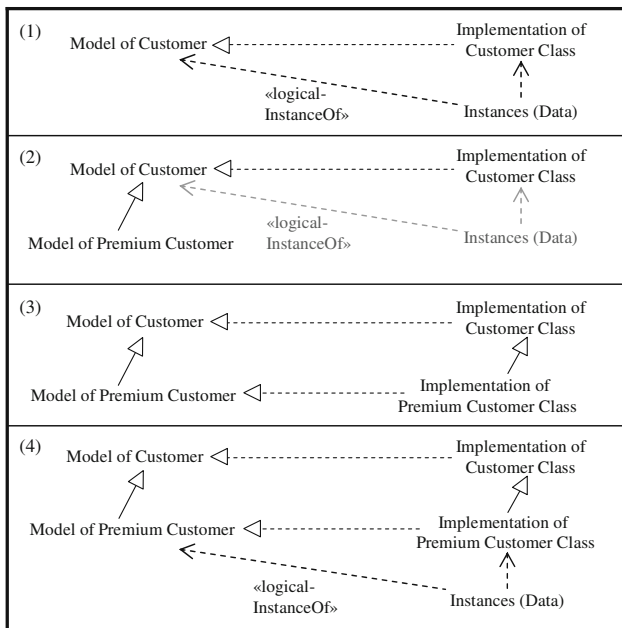 (1)
Model of Customer
Implementation of
Customer Class
«logical-
InstanceOf»
Instances (Data)
(2)
Model of Customer
Implementation of
Customer Class
«logical-
InstanceOf»
Instances (Data)
Model of Premium Customer
(3)
Model of Customer
Implementation of
Customer Class
Model of Premium Customer
Implementation of
Premium Customer Class
(4)
Model of Customer
Implementation of
Customer Class
Model of Premium Customer
Implementation of
Premium Customer Class
«logical-
InstanceOf»
Instances (Data)